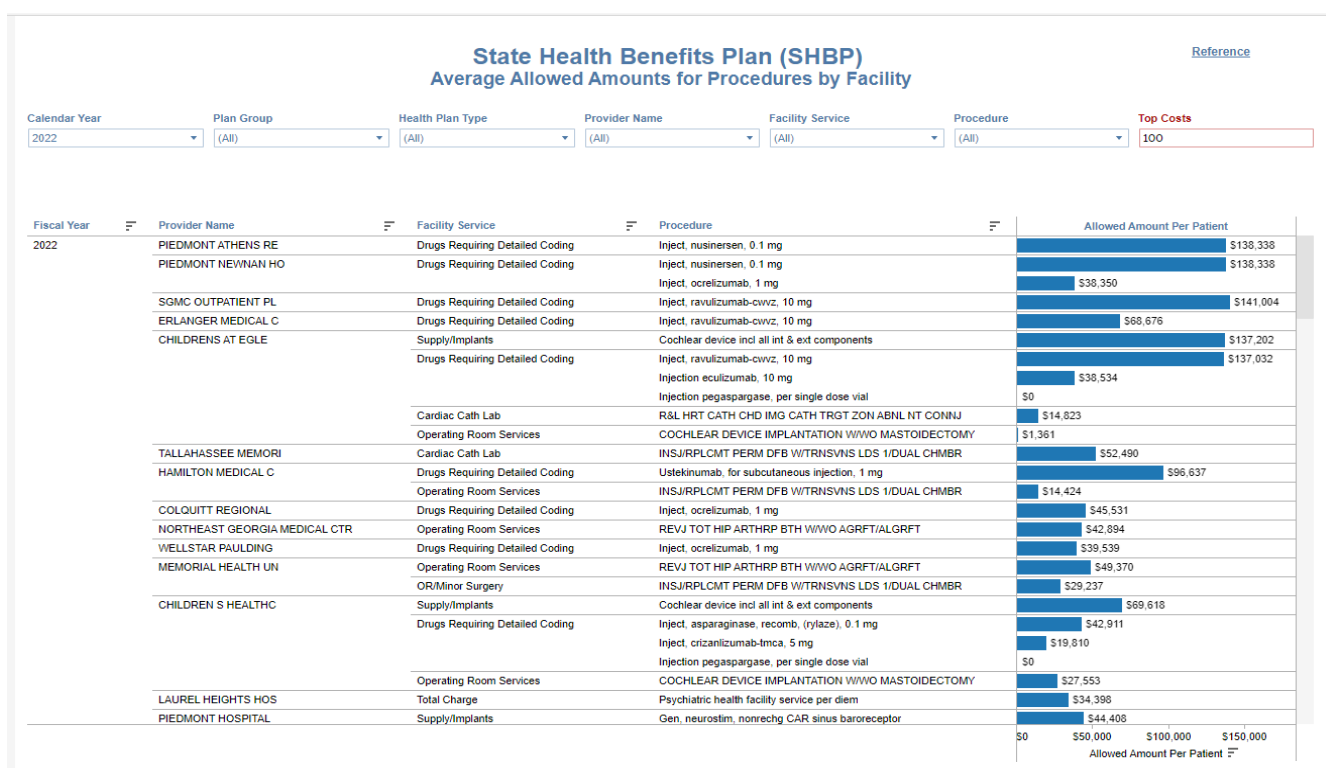 State Health Benefits Plan (SHBP)
Reference
Average Allowed Amounts for Procedures by Facility
Calendar Year Plan Group Health Plan Type Provider Name Facility Service Procedure Top Costs
2022 (All) (All) (All) (All) (All) 100
Fiscal Year Provider Name Facility Service Procedure Allowed Amount Per Patient
2022 PIEDMONT ATHENS RE Drugs Requiring Detailed Coding Inject, nusinersen, 0.1 mg $138,338
PIEDMONT NEWNAN HO Drugs Requiring Detailed Coding Inject, nusinersen, 0.1 mg $138,338
Inject, ocrelizumab, 1 mg $38,350
SGMC OUTPATIENT PL Drugs Requiring Detailed Coding Inject, ravulizumab-cwvz, 10 mg $141,004
ERLANGER MEDICAL C Drugs Requiring Detailed Coding Inject, ravulizumab-cwvz, 10 mg $68,676
CHILDRENS AT EGLE Supply/Implants Cochlear device incl all int & ext components $137,202
Drugs Requiring Detailed Coding Inject, ravulizumab-cwvz, 10 mg $137,032
Injection eculizumab, 10 mg $38,534
Injection pegaspargase, per single dose vial $0
Cardiac Cath Lab R&L HRT CATH CHD IMG CATH TRGT ZON ABNL NT CONNJ $14,823
Operating Room Services COCHLEAR DEVICE IMPLANTATION W/WO MASTOIDECTOMY $1,361
TALLAHASSEE MEMORI Cardiac Cath Lab INSJ/RPLCMT PERM DFB W/TRNSVNS LDS 1/DUAL CHMBR $52,490
HAMILTON MEDICAL C Drugs Requiring Detailed Coding Ustekinumab, for subcutaneous injection, 1 mg $96,637
Operating Room Services INSJ/RPLCMT PERM DFB W/TRNSVNS LDS 1/DUAL CHMBR $14,424
COLQUITT REGIONAL Drugs Requiring Detailed Coding Inject, ocrelizumab, 1 mg $45,531
NORTHEAST GEORGIA MEDICAL CTR Operating Room Services REVJ TOT HIP ARTHRP BTH W/WO AGRFT/ALGRFT $42,894
WELLSTAR PAULDING Drugs Requiring Detailed Coding Inject, ocrelizumab, 1 mg $39,539
MEMORIAL HEALTH UN Operating Room Services REVJ TOT HIP ARTHRP BTH W/WO AGRFT/ALGRFT $49,370
OR/Minor Surgery INSJ/RPLCMT PERM DFB W/TRNSVNS LDS 1/DUAL CHMBR $29,237
CHILDREN S HEALTHC Supply/Implants Cochlear device incl all int & ext components $69,618
Drugs Requiring Detailed Coding Inject, asparaginase, recomb, (rylaze), 0.1 mg $42,911
Inject, crizanlizumab-tmca, 5 mg $19,810
Injection pegaspargase, per single dose vial $0
Operating Room Services COCHLEAR DEVICE IMPLANTATION W/WO MASTOIDECTOMY $27,553
LAUREL HEIGHTS HOS Total Charge Psychiatric health facility service per diem $34,398
PIEDMONT HOSPITAL Supply/Implants Gen, neurostim, nonrechg CAR sinus baroreceptor $44,408
$0 $50,000 $100,000 $150,000
Allowed Amount Per Patient